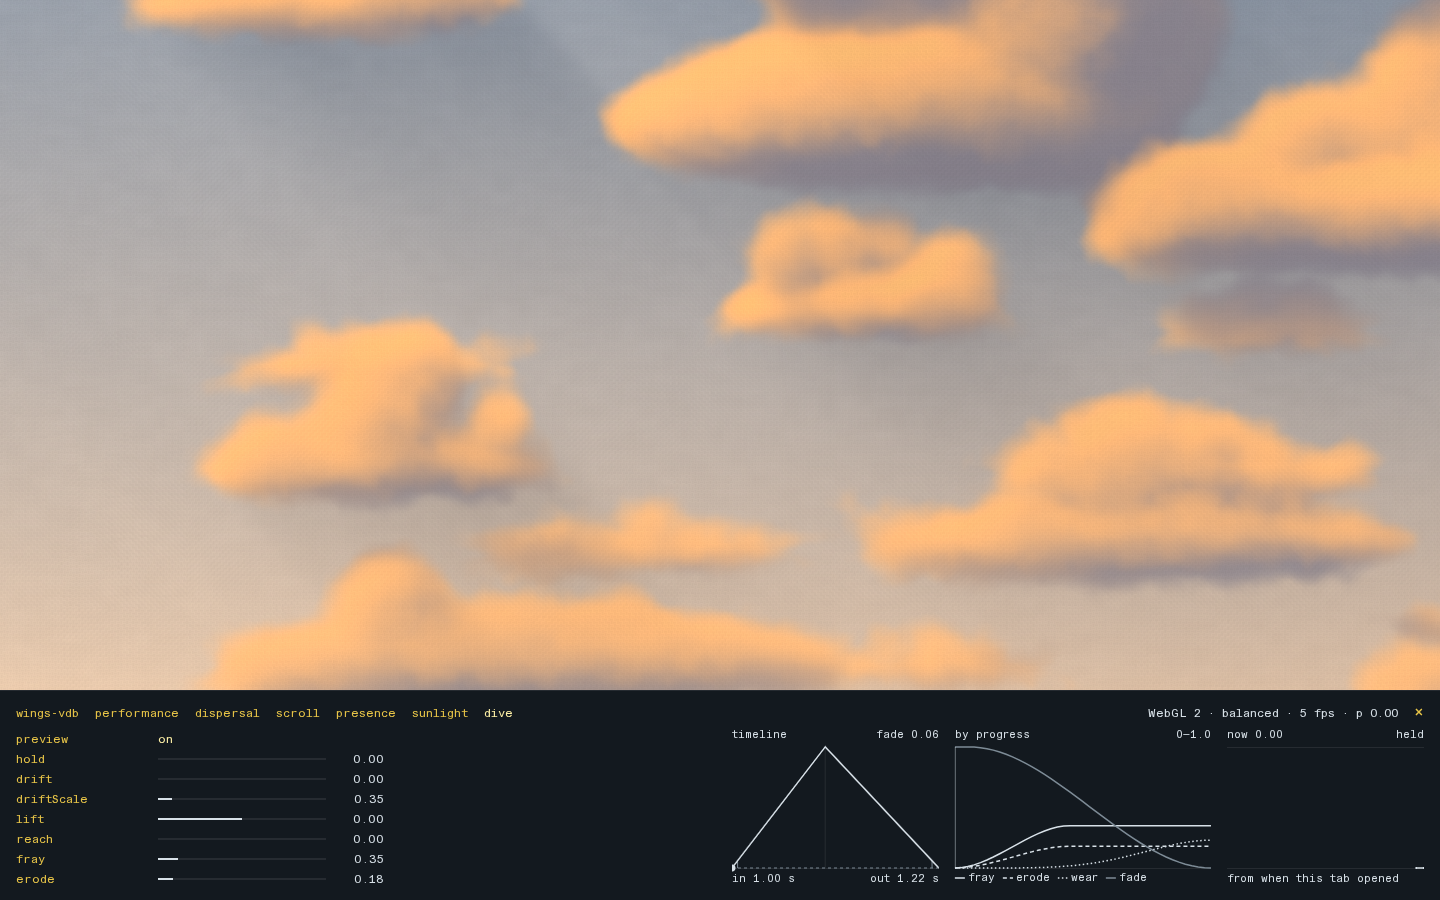 wings-vdb performance dispersal scroll presence sunlight dive WebGL 2 · balanced · 5 fps · p 0.00 ×
preview on
hold 0.00
drift 0.00
driftScale 0.35
lift 0.00
reach 0.00
fray 0.35
erode 0.18
timeline fade 0.06
in 1.00 s out 1.22 s
by progress 0—1.0
fray erode wear fade
now 0.00 held
from when this tab opened